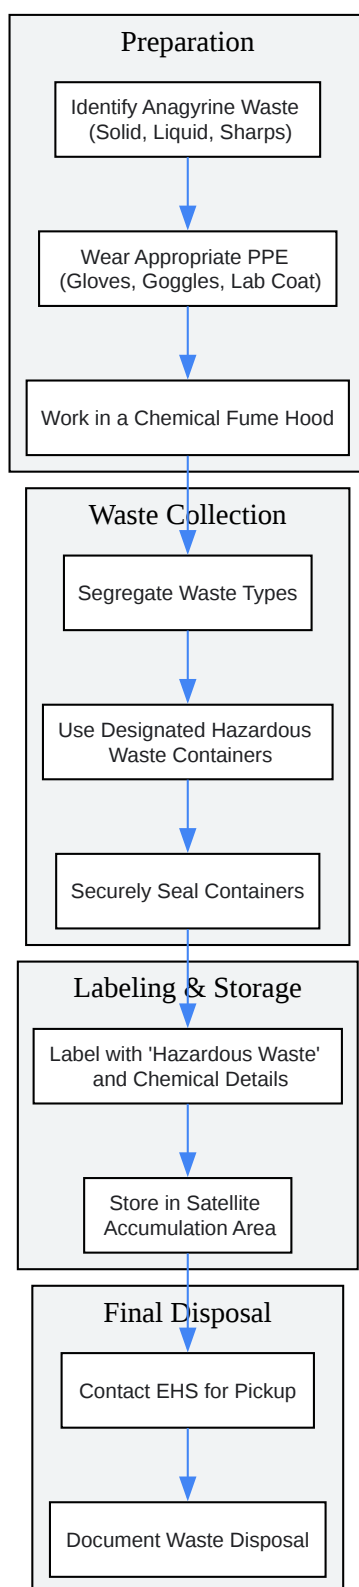 Preparation
Identify Anagyrine Waste
(Solid, Liquid, Sharps)
Wear Appropriate PPE
(Gloves, Goggles, Lab Coat)
Work in a Chemical Fume Hood
Waste Collection
Segregate Waste Types
Use Designated Hazardous
Waste Containers
Securely Seal Containers
Labeling & Storage
Label with 'Hazardous Waste'
and Chemical Details
Store in Satellite
Accumulation Area
Final Disposal
Contact EHS for Pickup
Document Waste Disposal